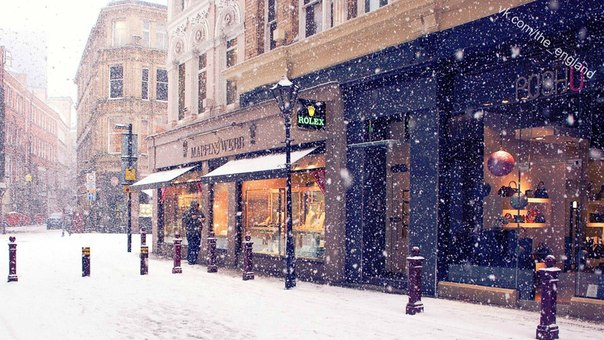 vk.com/the_england
ROLEX
MAPPIN & WEBB